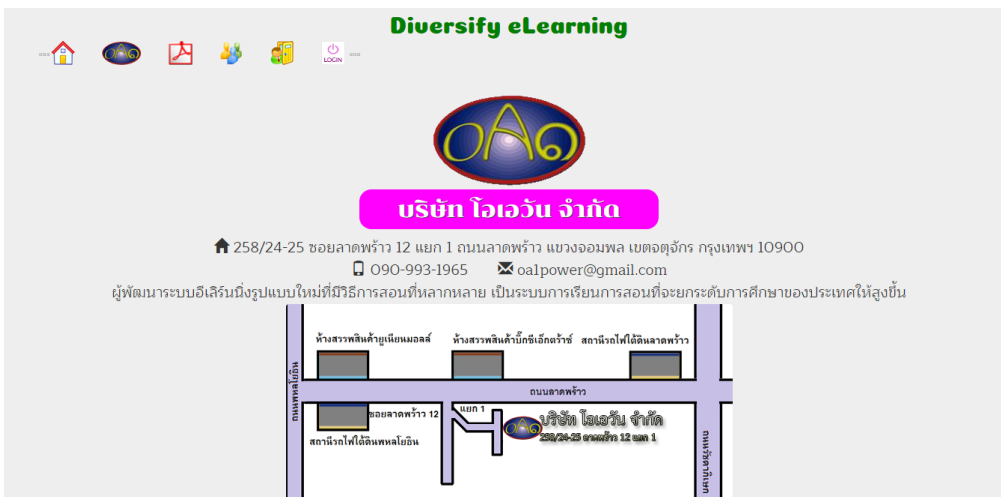 Diversify eLearning
LOGIN
OA๑
บริษัท โอเอวัน จำกัด
258/24-25 ซอยลาดพร้าว 12 แยก 1 ถนนลาดพร้าว แขวงจอมพล เขตจตุจักร กรุงเทพฯ 10900
090-993-1965 oa1power@gmail.com
ผู้พัฒนาระบบอีเลิร์นนิ่งรูปแบบใหม่ที่มีวิธีการสอนที่หลากหลาย เป็นระบบการเรียนการสอนที่จะยกระดับการศึกษาของประเทศให้สูงขึ้น
ห้างสรรพสินค้ายูเนียนมอลล์ ห้างสรรพสินค้าบิ๊กซีเอ็กตร้าซ์ สถานีรถไฟใต้ดินลาดพร้าว
ถนนพหลโยธิน
ถนนลาดพร้าว
ซอยลาดพร้าว 12 แยก 1
บริษัท โอเอวัน จำกัด
258/24-25 ลาดพร้าว 12 แยก 1
สถานีรถไฟใต้ดินพหลโยธิน
ถนนรัชดาภิเษก